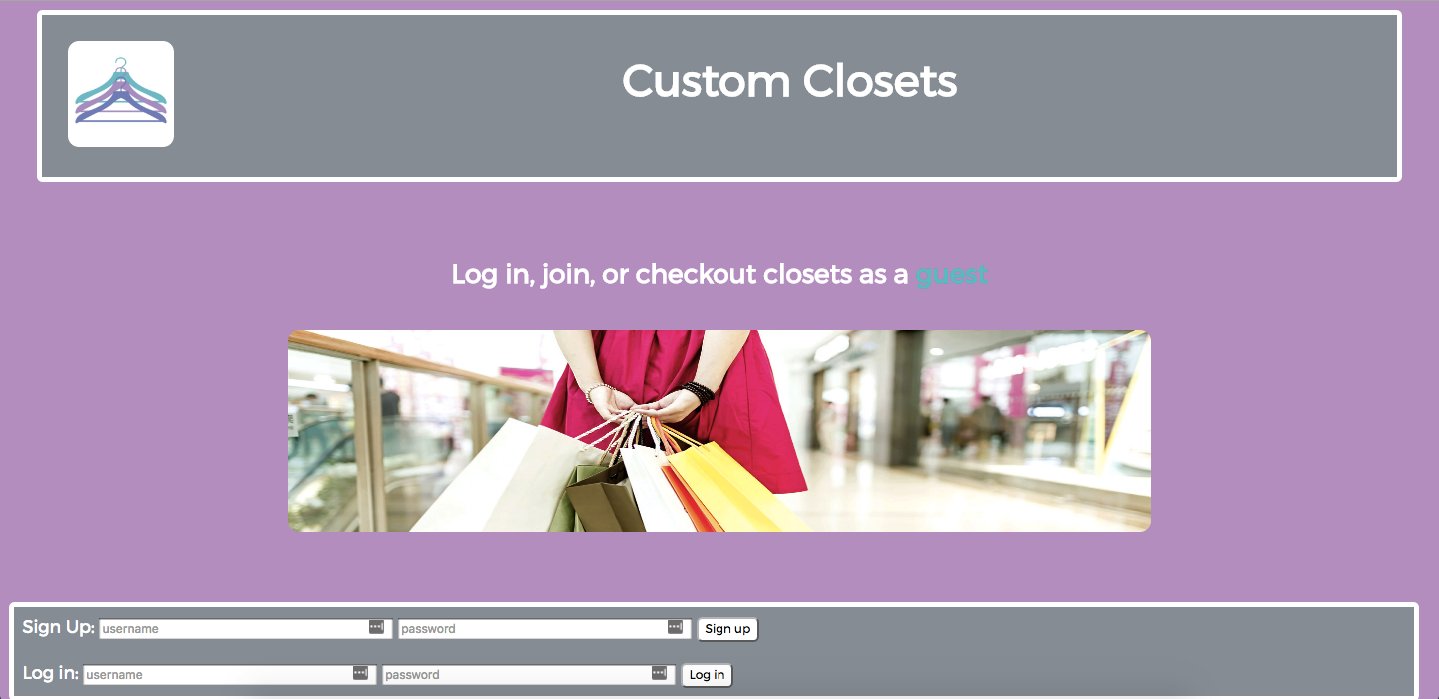 Custom Closets
Log in, join, or checkout closets as a guest
Sign Up: username password Sign up
Log in: username password Log in